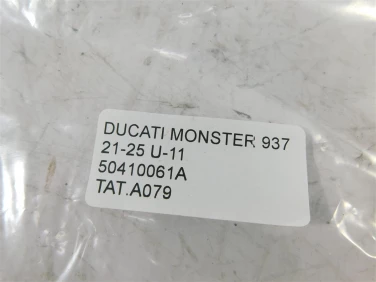 DUCATI MONSTER 937
21-25 U-11
50410061A
TAT.A079